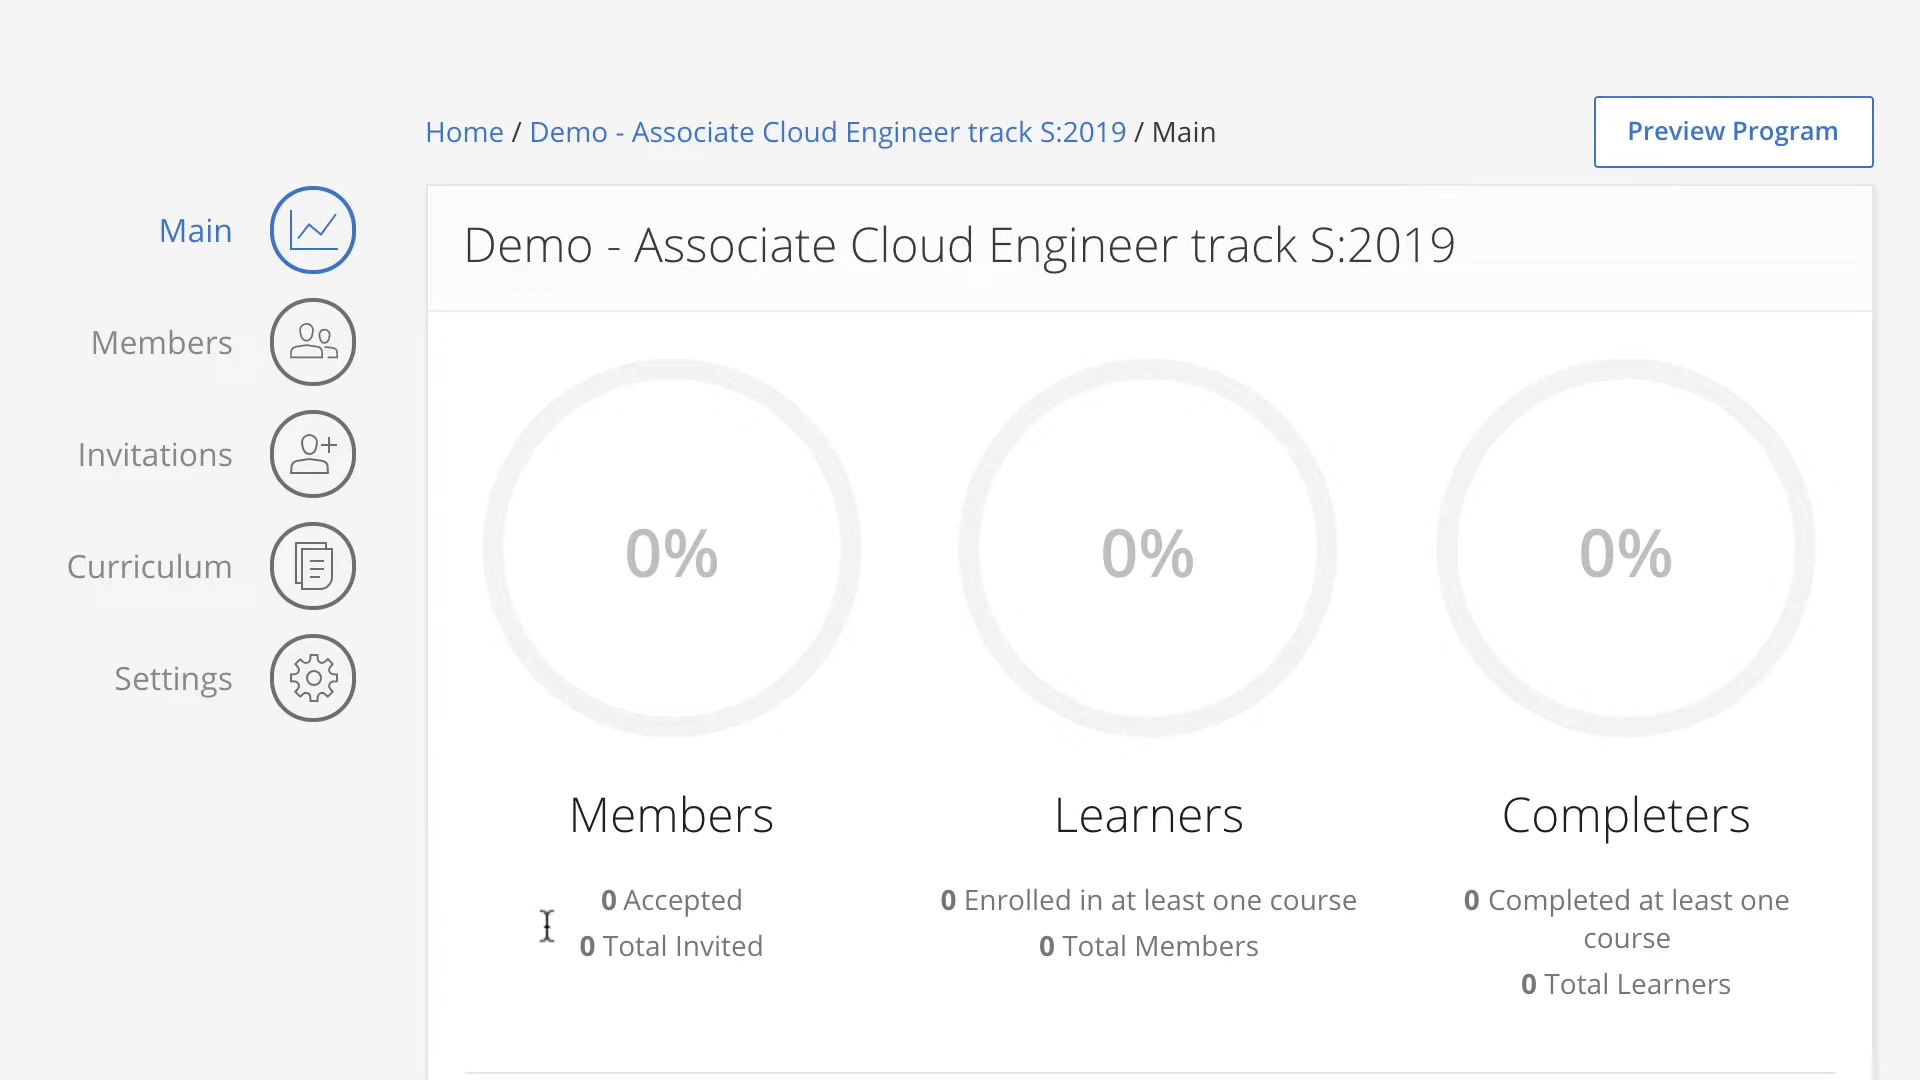 Home / Demo - Associate Cloud Engineer track S:2019 / Main
Preview Program
Main
Members
Invitations
Curriculum
Settings
Demo - Associate Cloud Engineer track S:2019
0%
0%
0%
Members
Learners
Completers
0 Accepted
0 Total Invited
0 Enrolled in at least one course
0 Total Members
0 Completed at least one
course
0 Total Learners